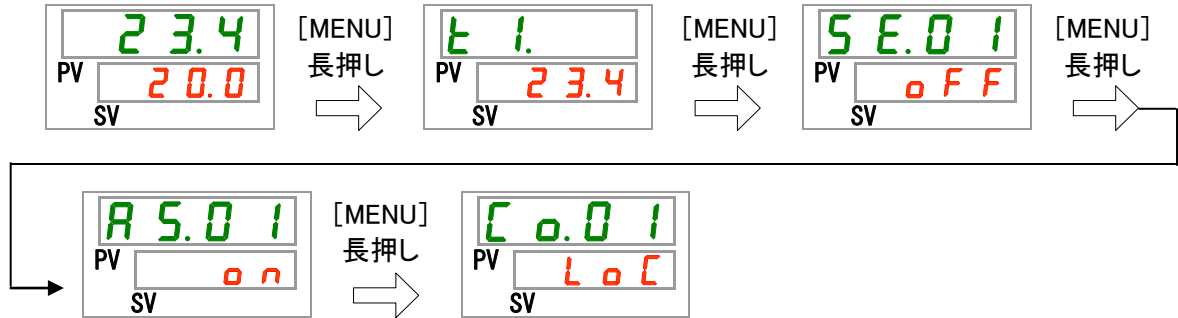 23.4
PV
20.0
SV
[MENU]
長押し
t 1.
PV
23.4
SV
[MENU]
長押し
SE.01
PV
oFF
SV
[MENU]
長押し
AS.01
PV
on
SV
[MENU]
長押し
Co.01
PV
LoC
SV